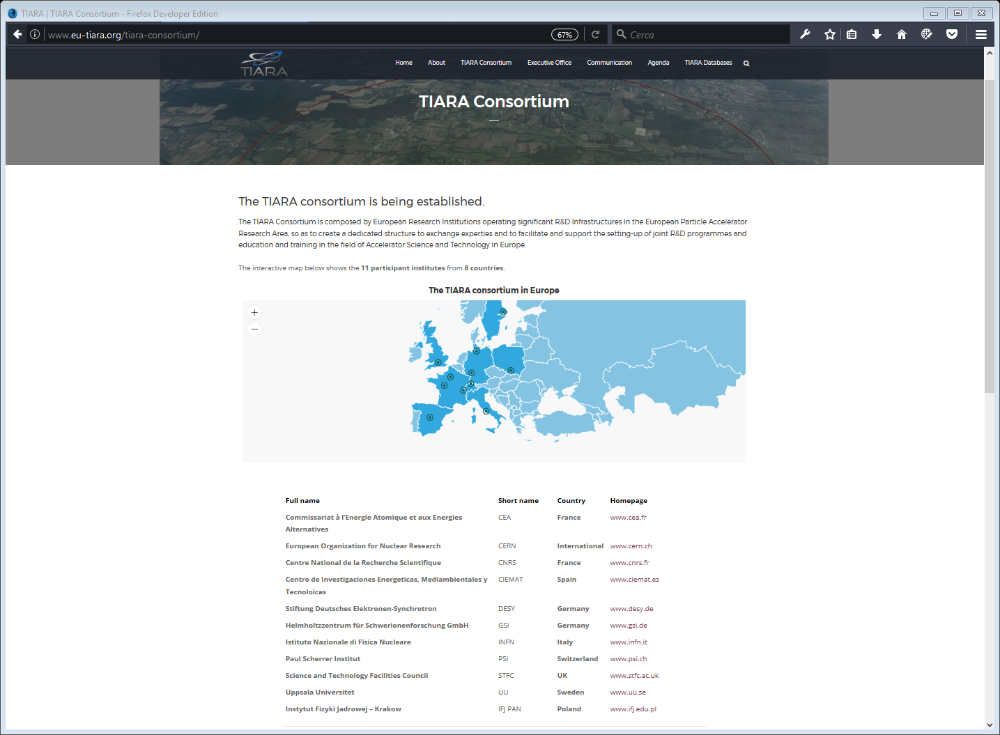 TIARA | TIARA Consortium - Firefox Developer Edition
www.eu-tiara.org/tiara-consortium/
67%
Cerca
TIARA
Home About TIARA Consortium Executive Office Communication Agenda TIARA Databases
TIARA Consortium
The TIARA consortium is being established.
The TIARA Consortium is composed by European Research Institutions operating significant R&D Infrastructures in the European Particle Accelerator
Research Area, so as to create a dedicated structure to exchange experties and to facilitate and support the setting-up of joint R&D programmes and
education and training in the field of Accelerator Science and Technology in Europe.
The interactive map below shows the 11 participant institutes from 8 countries.
The TIARA consortium in Europe
+
−
Full name Short name Country Homepage
Commissariat à l'Energie Atomique et aux Energies
Alternatives CEA France www.cea.fr
European Organization for Nuclear Research CERN International www.cern.ch
Centre National de la Recherche Scientifique CNRS France www.cnrs.fr
Centro de Investigaciones Energeticas, Mediambientales y
Tecnoloicas CIEMAT Spain www.ciemat.es
Stiftung Deutsches Elektronen-Synchrotron DESY Germany www.desy.de
Helmholtzzentrum für Schwerionenforschung GmbH GSI Germany www.gsi.de
Istituto Nazionale di Fisica Nucleare INFN Italy www.infn.it
Paul Scherrer Institut PSI Switzerland www.psi.ch
Science and Technology Facilities Council STFC UK www.stfc.ac.uk
Uppsala Universitet UU Sweden www.uu.se
Instytut Fizyki Jadrowej – Krakow IFJ PAN Poland www.ifj.edu.pl